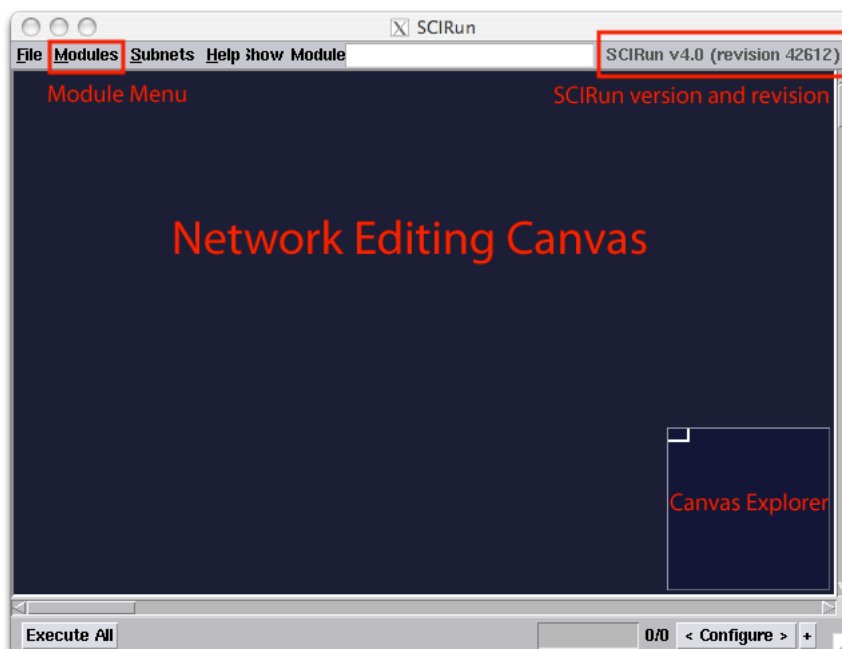 X SCIRun
File Modules Subnets Help Show Module SCIRun v4.0 (revision 42612)
Module Menu SCIRun version and revision
Network Editing Canvas
Canvas Explorer
Execute All 0/0 < Configure > +